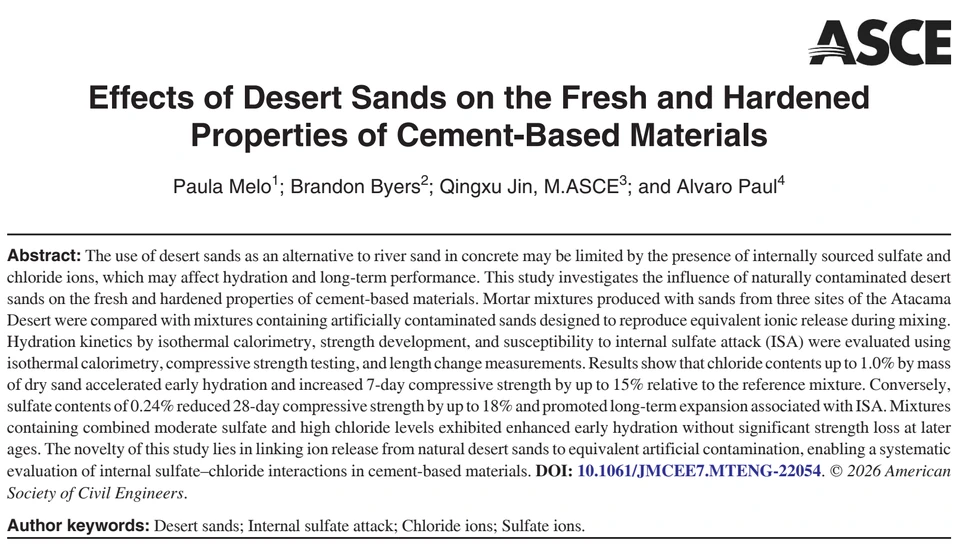 ASCE
Effects of Desert Sands on the Fresh and Hardened
Properties of Cement-Based Materials
Paula Melo1; Brandon Byers2; Qingxu Jin, M.ASCE3; and Alvaro Paul4
Abstract: The use of desert sands as an alternative to river sand in concrete may be limited by the presence of internally sourced sulfate and
chloride ions, which may affect hydration and long-term performance. This study investigates the influence of naturally contaminated desert
sands on the fresh and hardened properties of cement-based materials. Mortar mixtures produced with sands from three sites of the Atacama
Desert were compared with mixtures containing artificially contaminated sands designed to reproduce equivalent ionic release during mixing.
Hydration kinetics by isothermal calorimetry, strength development, and susceptibility to internal sulfate attack (ISA) were evaluated using
isothermal calorimetry, compressive strength testing, and length change measurements. Results show that chloride contents up to 1.0% by mass
of dry sand accelerated early hydration and increased 7-day compressive strength by up to 15% relative to the reference mixture. Conversely,
sulfate contents of 0.24% reduced 28-day compressive strength by up to 18% and promoted long-term expansion associated with ISA. Mixtures
containing combined moderate sulfate and high chloride levels exhibited enhanced early hydration without significant strength loss at later
ages. The novelty of this study lies in linking ion release from natural desert sands to equivalent artificial contamination, enabling a systematic
evaluation of internal sulfate–chloride interactions in cement-based materials. DOI: 10.1061/JMCEE7.MTENG-22054. © 2026 American
Society of Civil Engineers.
Author keywords: Desert sands; Internal sulfate attack; Chloride ions; Sulfate ions.